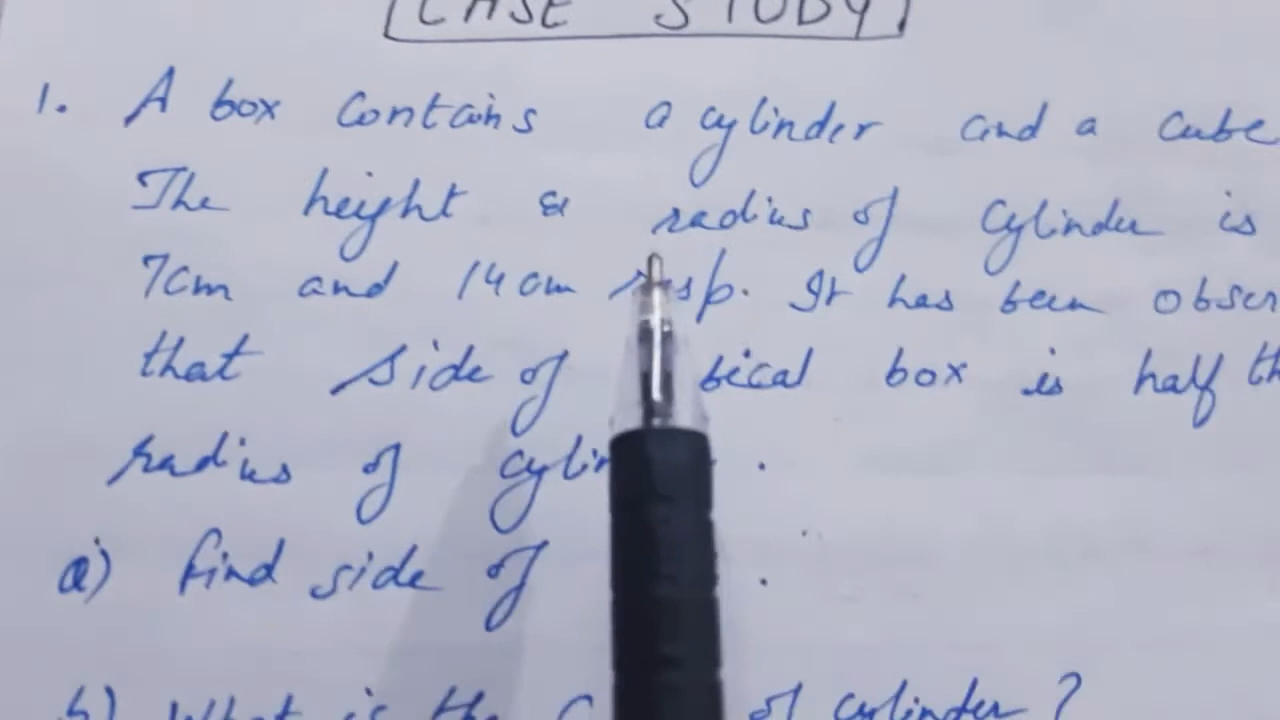 CASE STUDY
1. A box contains a cylinder and a cube
The height & radius of cylinder is
7cm and 14cm resp. It has been obser
that side of bical box is half th
radius of cylin .
a) find side of .
b) What is the C of cylinder?